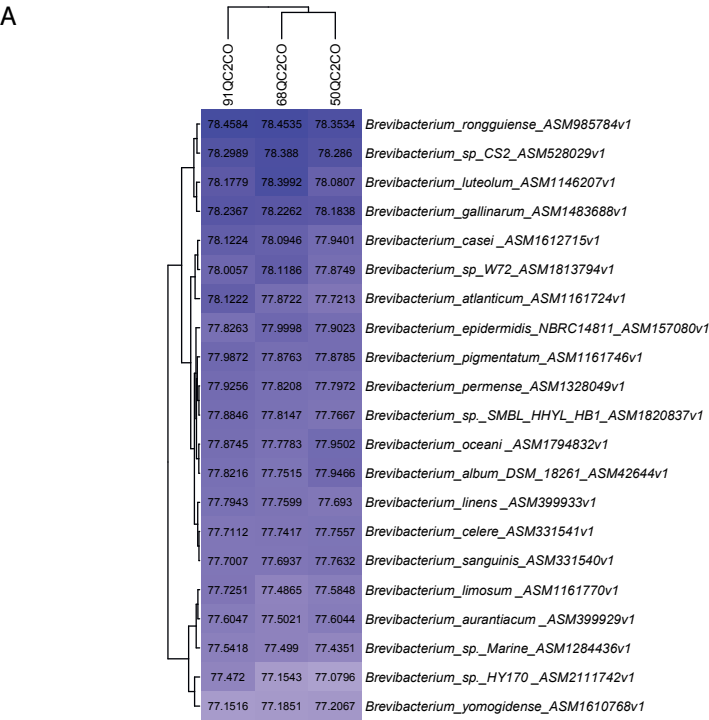 A
91QC2CO 68QC2CO 50QC2CO
78.4584 78.4535 78.3534 Brevibacterium_rongguiense_ASM985784v1
78.2989 78.388 78.286 Brevibacterium_sp_CS2_ASM528029v1
78.1779 78.3992 78.0807 Brevibacterium_luteolum_ASM1146207v1
78.2367 78.2262 78.1838 Brevibacterium_gallinarum_ASM1483688v1
78.1224 78.0946 77.9401 Brevibacterium_casei _ASM1612715v1
78.0057 78.1186 77.8749 Brevibacterium_sp_W72_ASM1813794v1
78.1222 77.8722 77.7213 Brevibacterium_atlanticum_ASM1161724v1
77.8263 77.9998 77.9023 Brevibacterium_epidermidis_NBRC14811_ASM157080v1
77.9872 77.8763 77.8785 Brevibacterium_pigmentatum_ASM1161746v1
77.9256 77.8208 77.7972 Brevibacterium_permense_ASM1328049v1
77.8846 77.8147 77.7667 Brevibacterium_sp._SMBL_HHYL_HB1_ASM1820837v1
77.8745 77.7783 77.9502 Brevibacterium_oceani _ASM1794832v1
77.8216 77.7515 77.9466 Brevibacterium_album_DSM_18261_ASM42644v1
77.7943 77.7599 77.693 Brevibacterium_linens _ASM399933v1
77.7112 77.7417 77.7557 Brevibacterium_celere_ASM331541v1
77.7007 77.6937 77.7632 Brevibacterium_sanguinis_ASM331540v1
77.7251 77.4865 77.5848 Brevibacterium_limosum _ASM1161770v1
77.6047 77.5021 77.6044 Brevibacterium_aurantiacum _ASM399929v1
77.5418 77.499 77.4351 Brevibacterium_sp._Marine_ASM1284436v1
77.472 77.1543 77.0796 Brevibacterium_sp._HY170 _ASM2111742v1
77.1516 77.1851 77.2067 Brevibacterium_yomogidense_ASM1610768v1